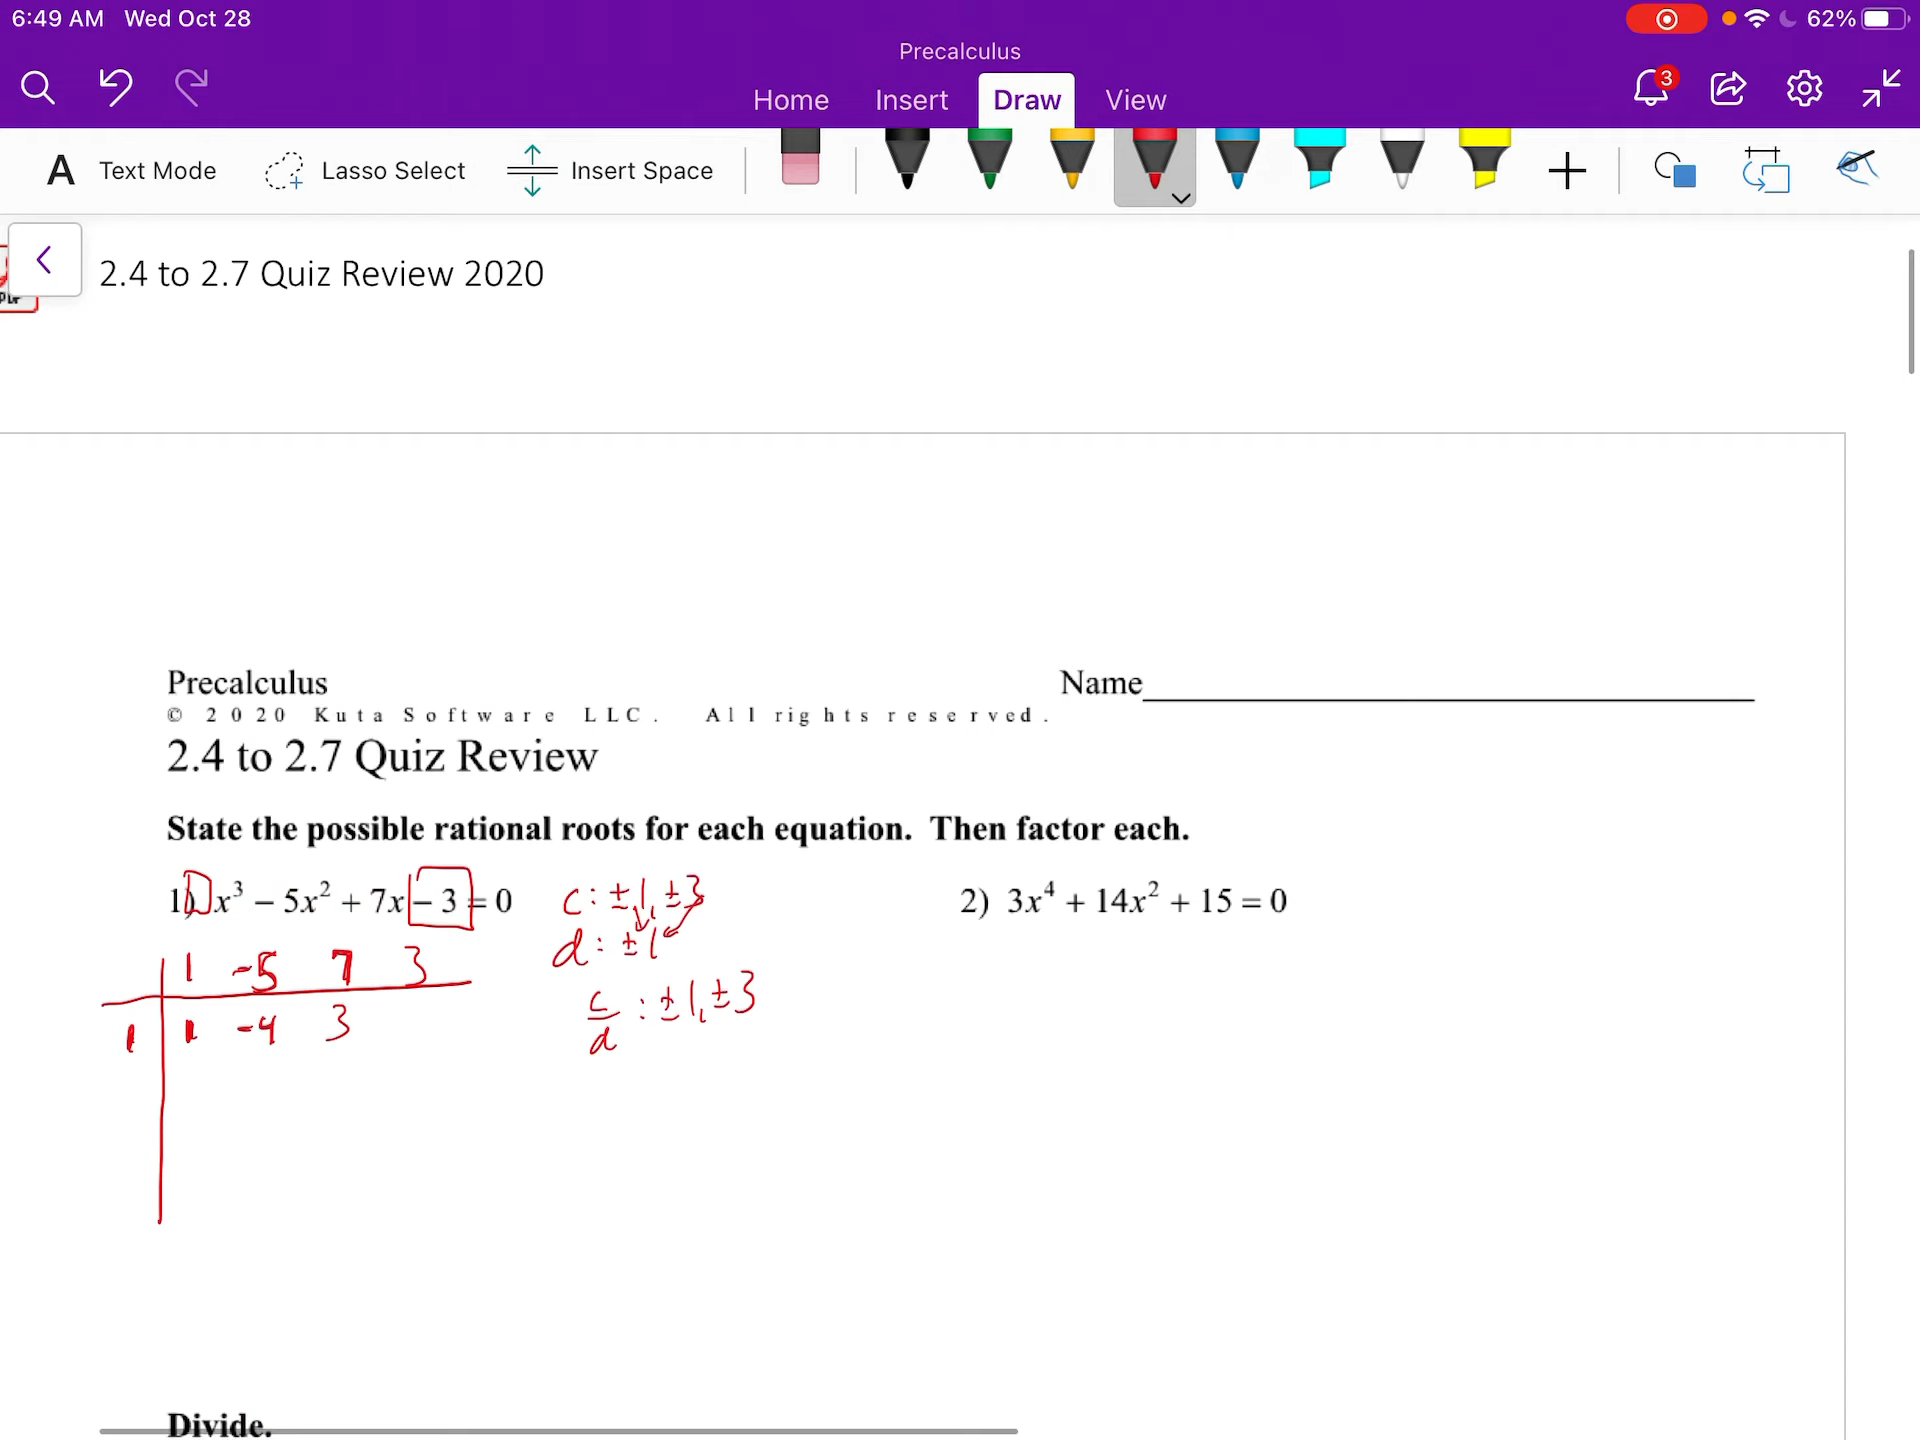 6:49 AM Wed Oct 28
62%
Precalculus
3
Home Insert Draw View
A Text Mode Lasso Select Insert Space
2.4 to 2.7 Quiz Review 2020
Precalculus Name
© 2020 Kuta Software LLC. All rights reserved.
2.4 to 2.7 Quiz Review
State the possible rational roots for each equation. Then factor each.
1) x³ − 5x² + 7x − 3 = 0
c: ±1, ±3
2) 3x⁴ + 14x² + 15 = 0
d: ±1
1 -5 7 3
c/d : ±1, ±3
1 1 -4 3
Divide.